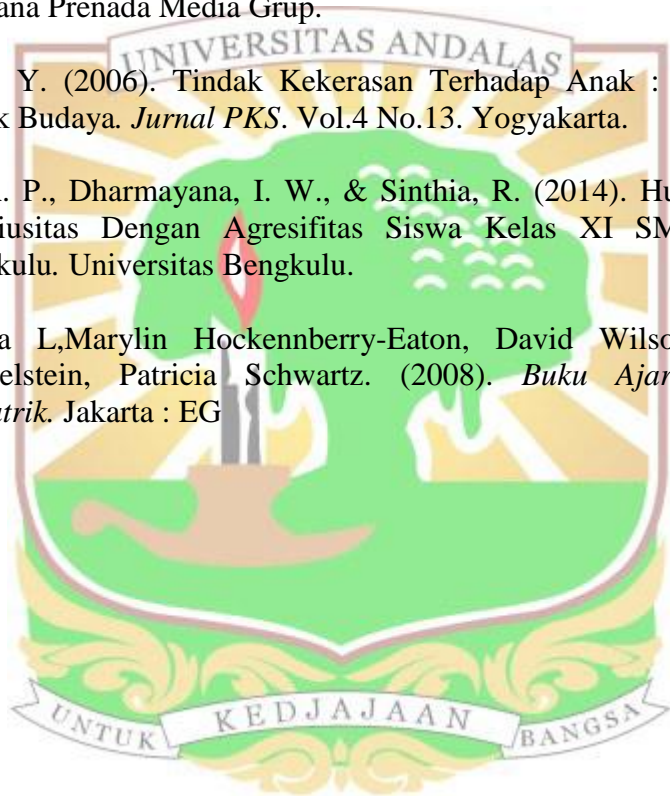 ana Prenada Media Grup.
UNIVERSITAS ANDALAS
Y. (2006). Tindak Kekerasan Terhadap Anak :
k Budaya. Jurnal PKS. Vol.4 No.13. Yogyakarta.
. P., Dharmayana, I. W., & Sinthia, R. (2014). Hu
iusitas Dengan Agresifitas Siswa Kelas XI SM
kulu. Universitas Bengkulu.
a L,Marylin Hockennberry-Eaton, David Wilso
elstein, Patricia Schwartz. (2008). Buku Ajar
trik. Jakarta : EG
UNTUK KEDJAJAAN BANGSA